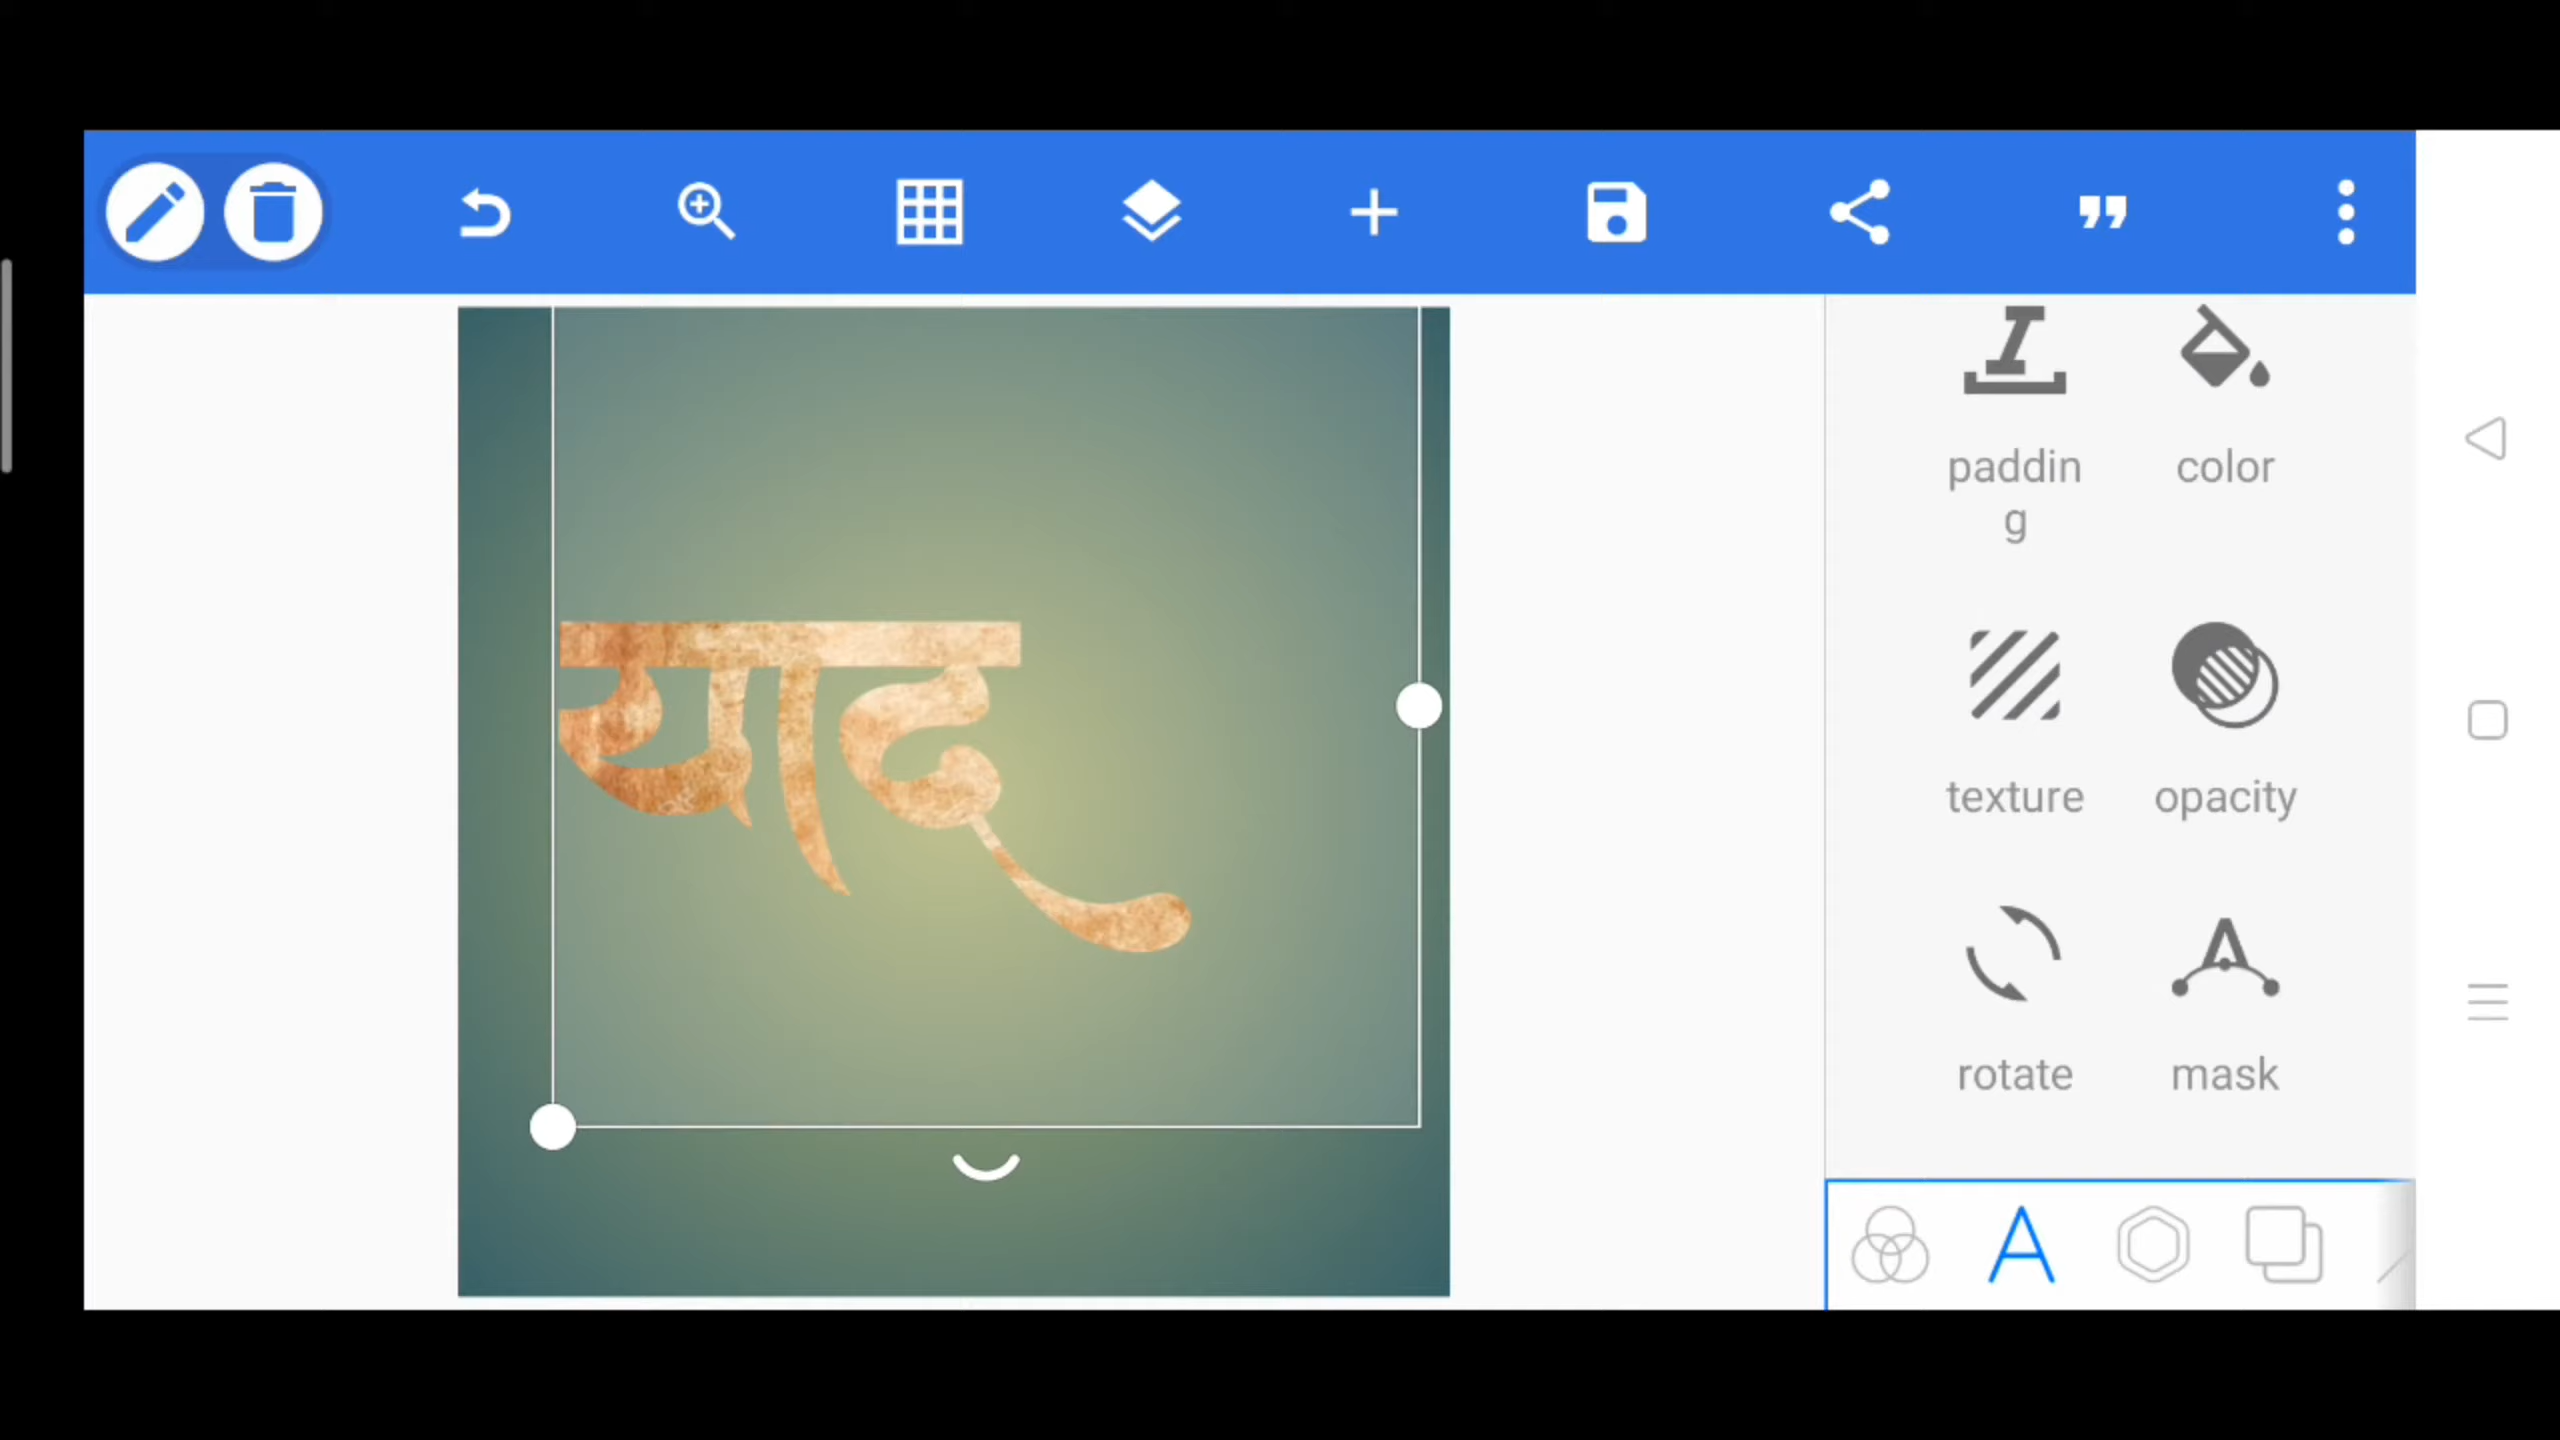 paddin color
g
याद
texture opacity
rotate mask